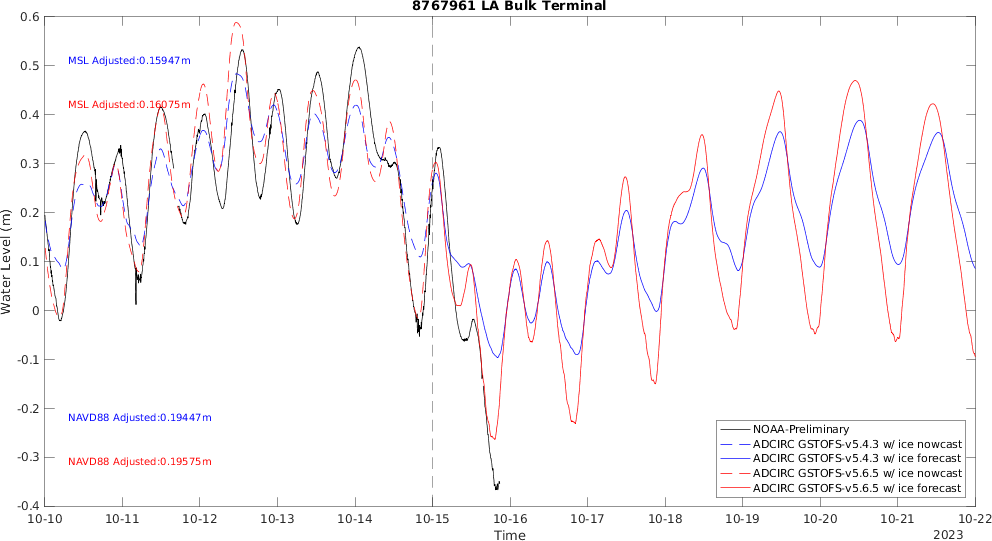 8767961 LA Bulk Terminal
0.6
0.5
0.4
0.3
0.2
0.1
0
-0.1
-0.2
-0.3
-0.4
Water Level (m)
MSL Adjusted:0.15947m
MSL Adjusted:0.16075m
NAVD88 Adjusted:0.19447m
NAVD88 Adjusted:0.19575m
NOAA-Preliminary
ADCIRC GSTOFS-v5.4.3 w/ ice nowcast
ADCIRC GSTOFS-v5.4.3 w/ ice forecast
ADCIRC GSTOFS-v5.6.5 w/ ice nowcast
ADCIRC GSTOFS-v5.6.5 w/ ice forecast
10-10 10-11 10-12 10-13 10-14 10-15 10-16 10-17 10-18 10-19 10-20 10-21 10-22
Time
2023